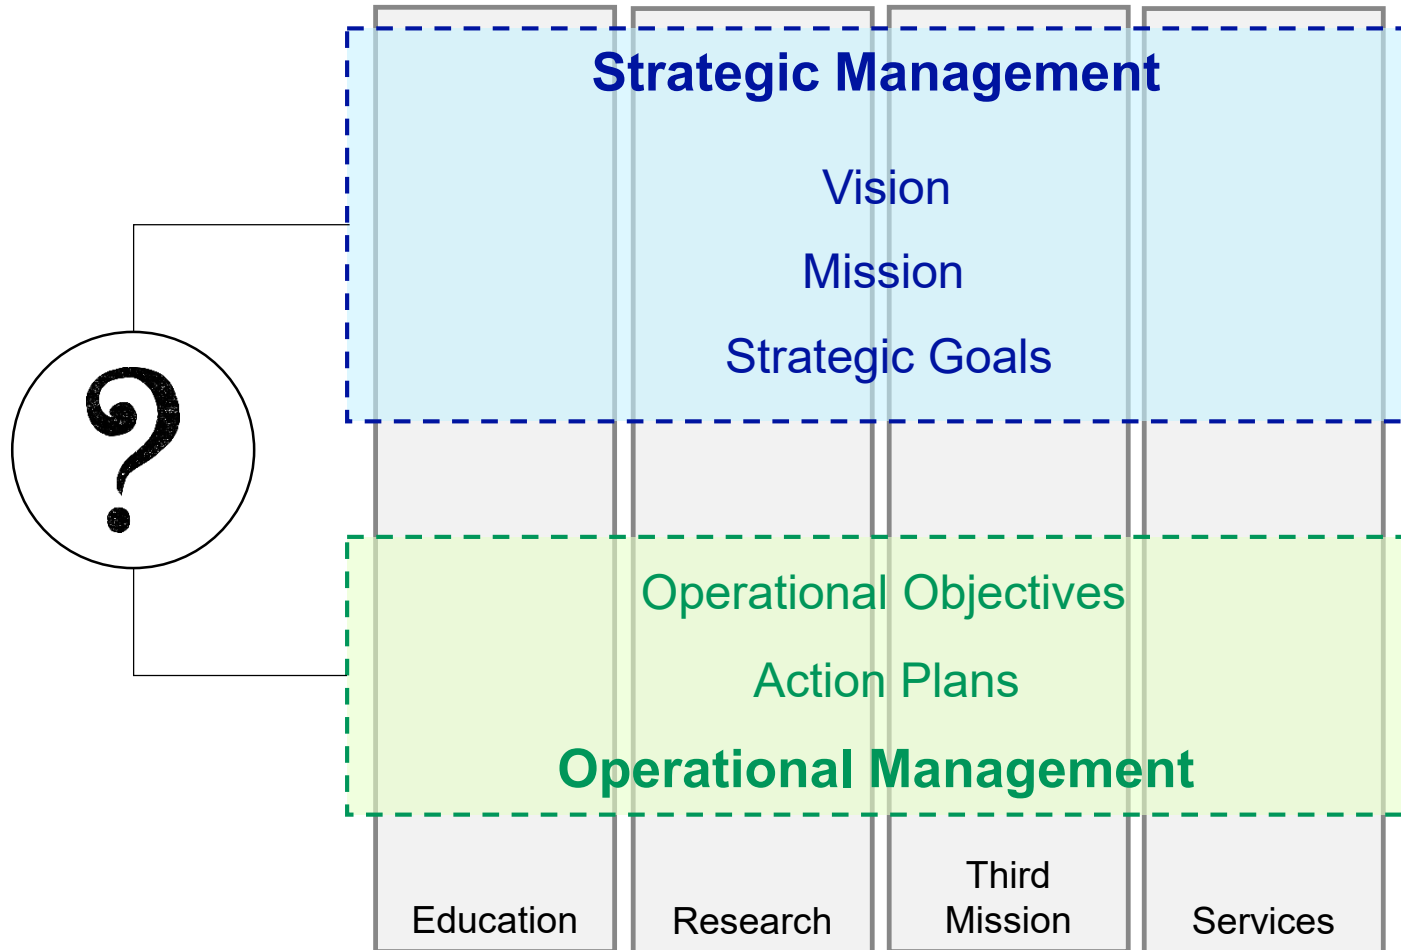 Strategic Management
Vision
Mission
Strategic Goals
?
Operational Objectives
Action Plans
Operational Management
Education
Research
Third
Mission
Services